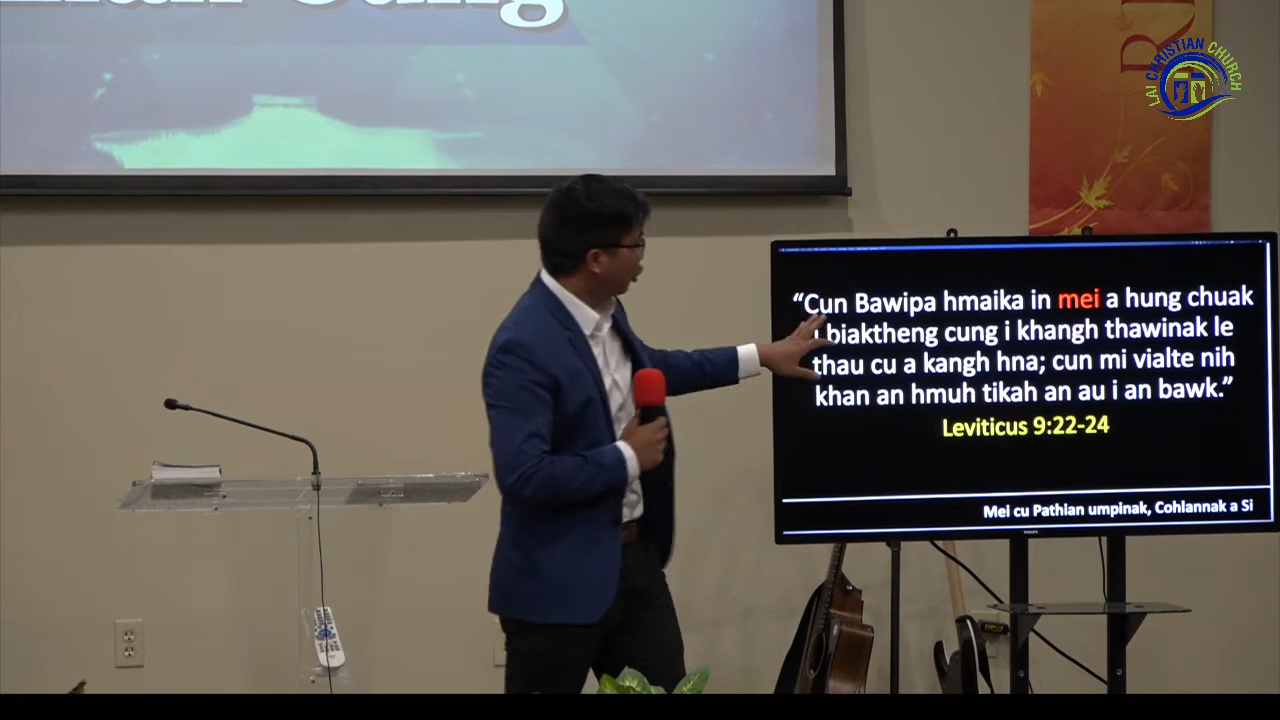 LAI CHRISTIAN CHURCH
“Cun Bawipa hmaika in mei a hung chuak
biaktheng cung i khangh thawinak le
thau cu a kangh hna; cun mi vialte nih
khan an hmuh tikah an au i an bawk.”
Leviticus 9:22-24
Mei cu Pathian umpinak, Cohlannak a Si